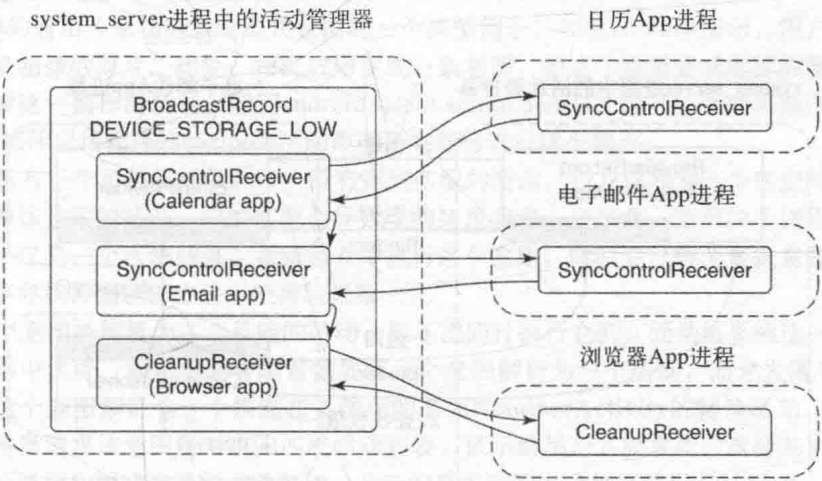 system_server进程中的活动管理器
BroadcastRecord
DEVICE_STORAGE_LOW
SyncControlReceiver
(Calendar app)
SyncControlReceiver
(Email app)
CleanupReceiver
(Browser app)
日历App进程
SyncControlReceiver
电子邮件App进程
SyncControlReceiver
浏览器App进程
CleanupReceiver